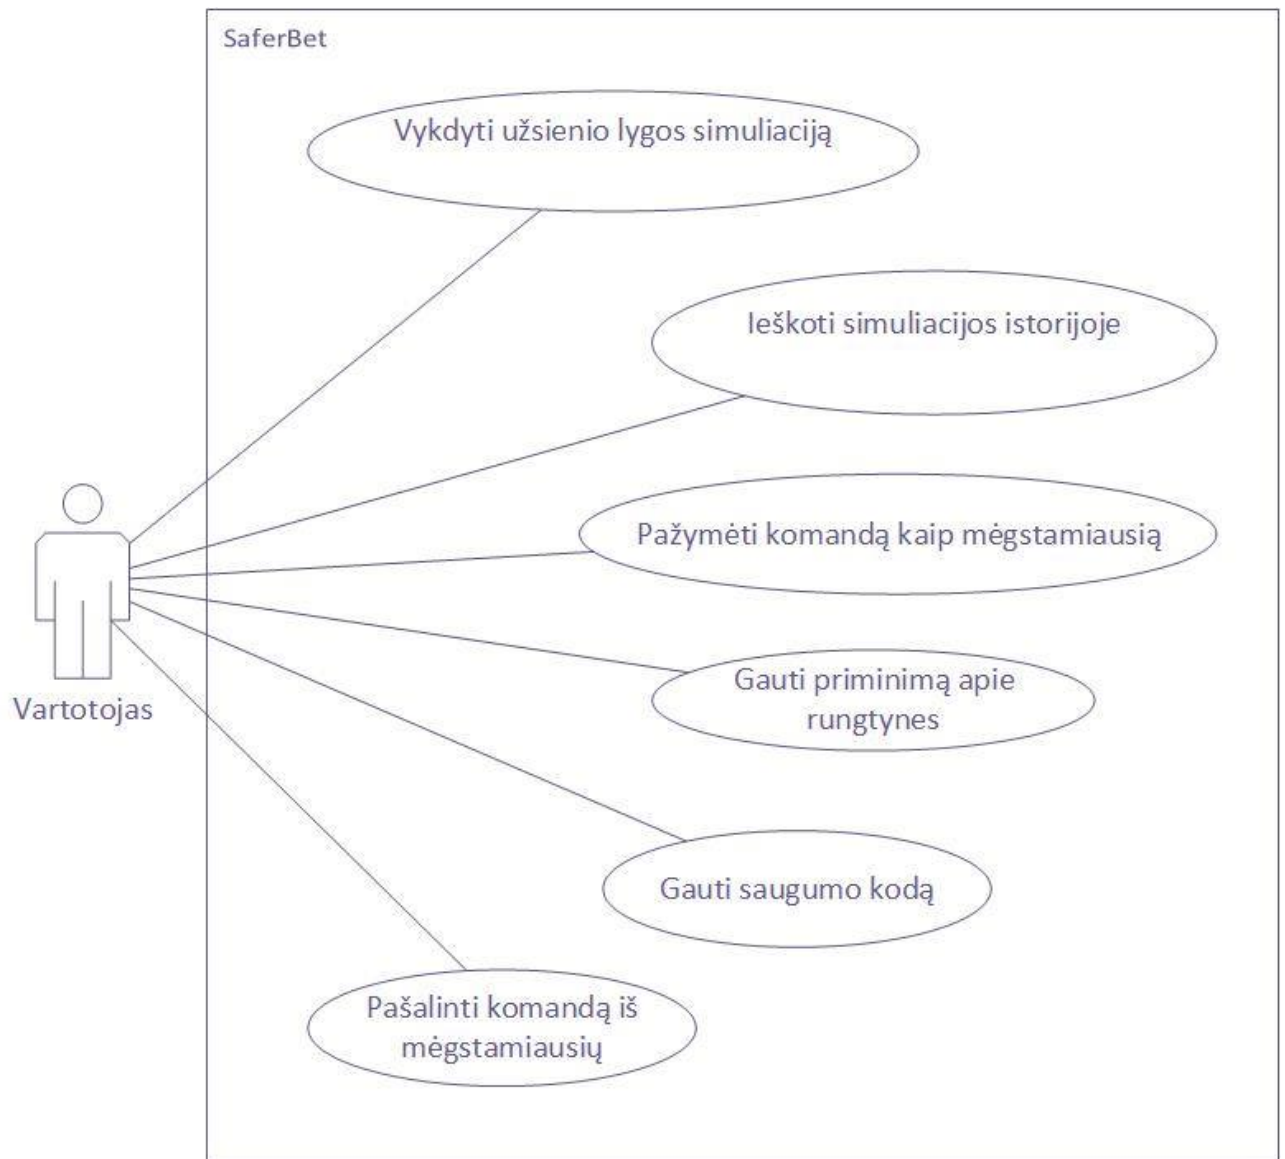 SaferBet
Vykdyti užsienio lygos simuliaciją
Ieškoti simuliacijos istorijoje
Pažymėti komandą kaip mėgstamiausią
Gauti priminimą apie
rungtynes
Vartotojas
Gauti saugumo kodą
Pašalinti komandą iš
mėgstamiausių